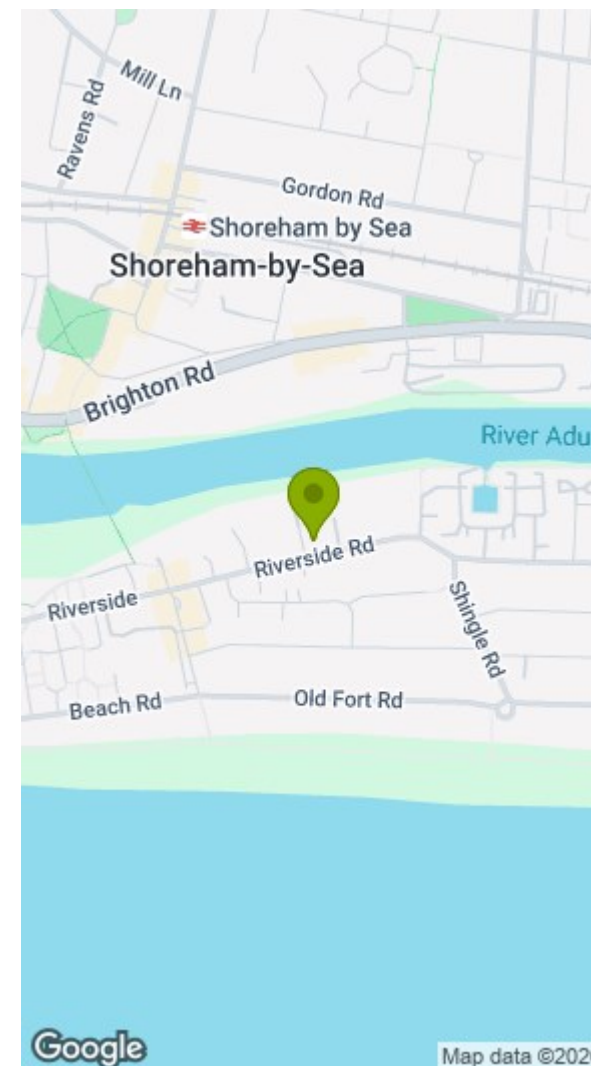 Mill Ln
Ravens Rd
Gordon Rd
Shoreham by Sea
Shoreham-by-Sea
Brighton Rd
River Adu
Riverside Rd
Riverside
Shingle Rd
Beach Rd
Old Fort Rd
Google
Map data ©202